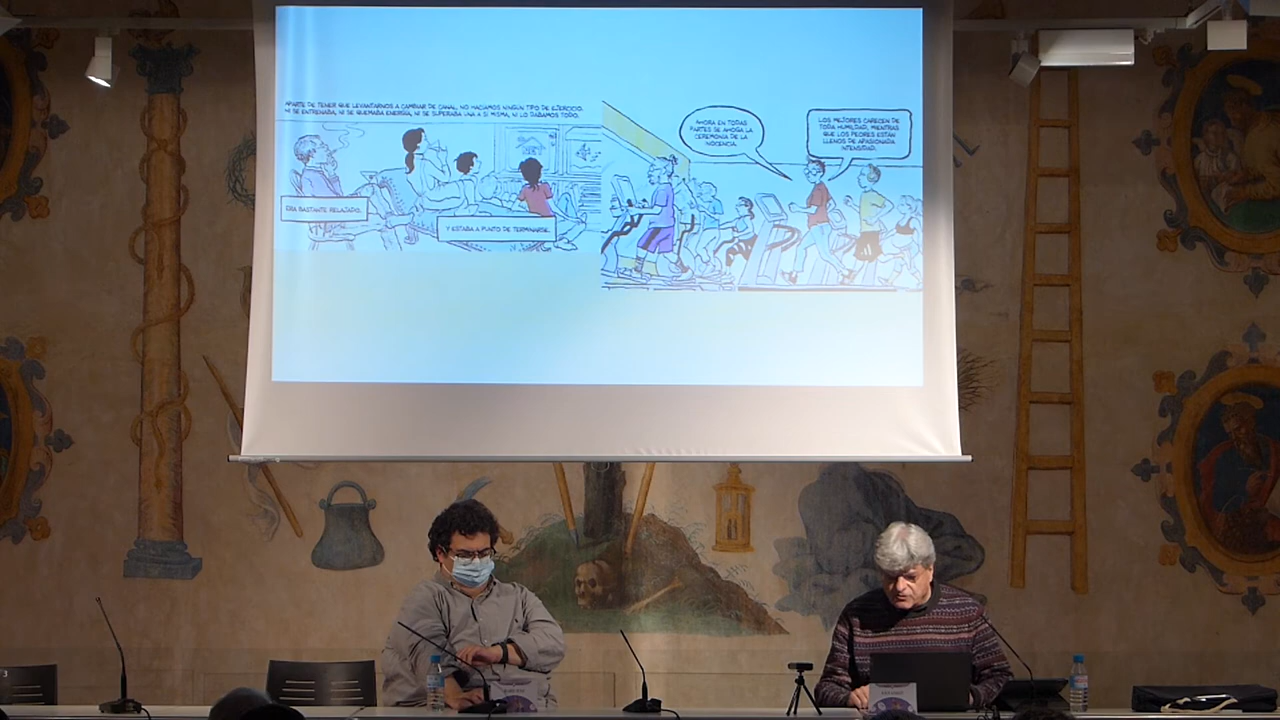 APARTE DE TENER QUE LEVANTARNOS A CAMBIAR DE CANAL, NO HACÍAMOS NINGÚN TIPO DE EJERCICIO.
NI SE ENTRENABA, NI SE QUEMABA ENERGÍA, NI SE SUPERABA UNA A SÍ MISMA, NI LO DÁBAMOS TODO.
ERA BASTANTE RELAJADO.
Y ESTABA A PUNTO DE TERMINARSE.
AHORA EN TODAS
PARTES SE AHOGA LA
CEREMONIA DE LA
INOCENCIA.
LOS MEJORES CARECEN DE
TODA HUMILDAD, MIENTRAS
QUE LOS PEORES ESTÁN
LLENOS DE APASIONADA
INTENSIDAD.